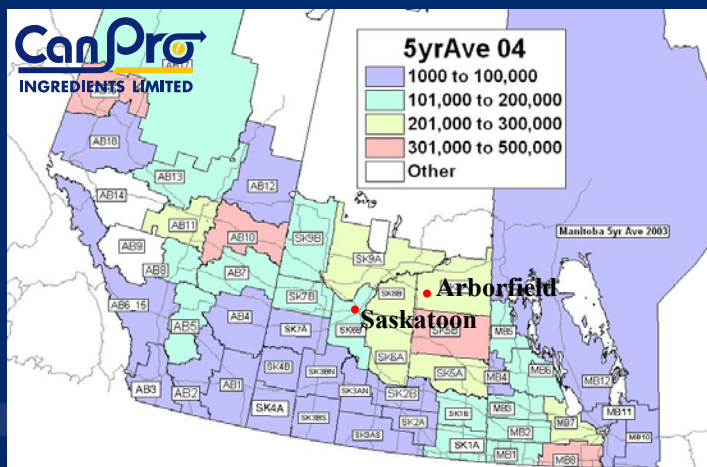 CanPro
INGREDIENTS LIMITED
5yrAve 04
1000 to 100,000
101,000 to 200,000
201,000 to 300,000
301,000 to 500,000
Other
AB18
AB14
AB13
AB12
AB11
AB10
AB9
AB8
AB7
AB6_15
AB5
AB4
AB3
AB2
AB1
SK9B
SK9A
SK7B
SK8B
Arborfield
Saskatoon
SK7A
SK6B
SK6A
SK5A
SK4B
SK4A
SK3BN
SK3BS
SK3AN
SK3AS
SK2B
SK2A
SK1B
SK1A
Manitoba 5yr Ave 2003
MB5
MB6
MB4
MB3
MB2
MB1
MB7
MB8
MB12
MB11
MB10